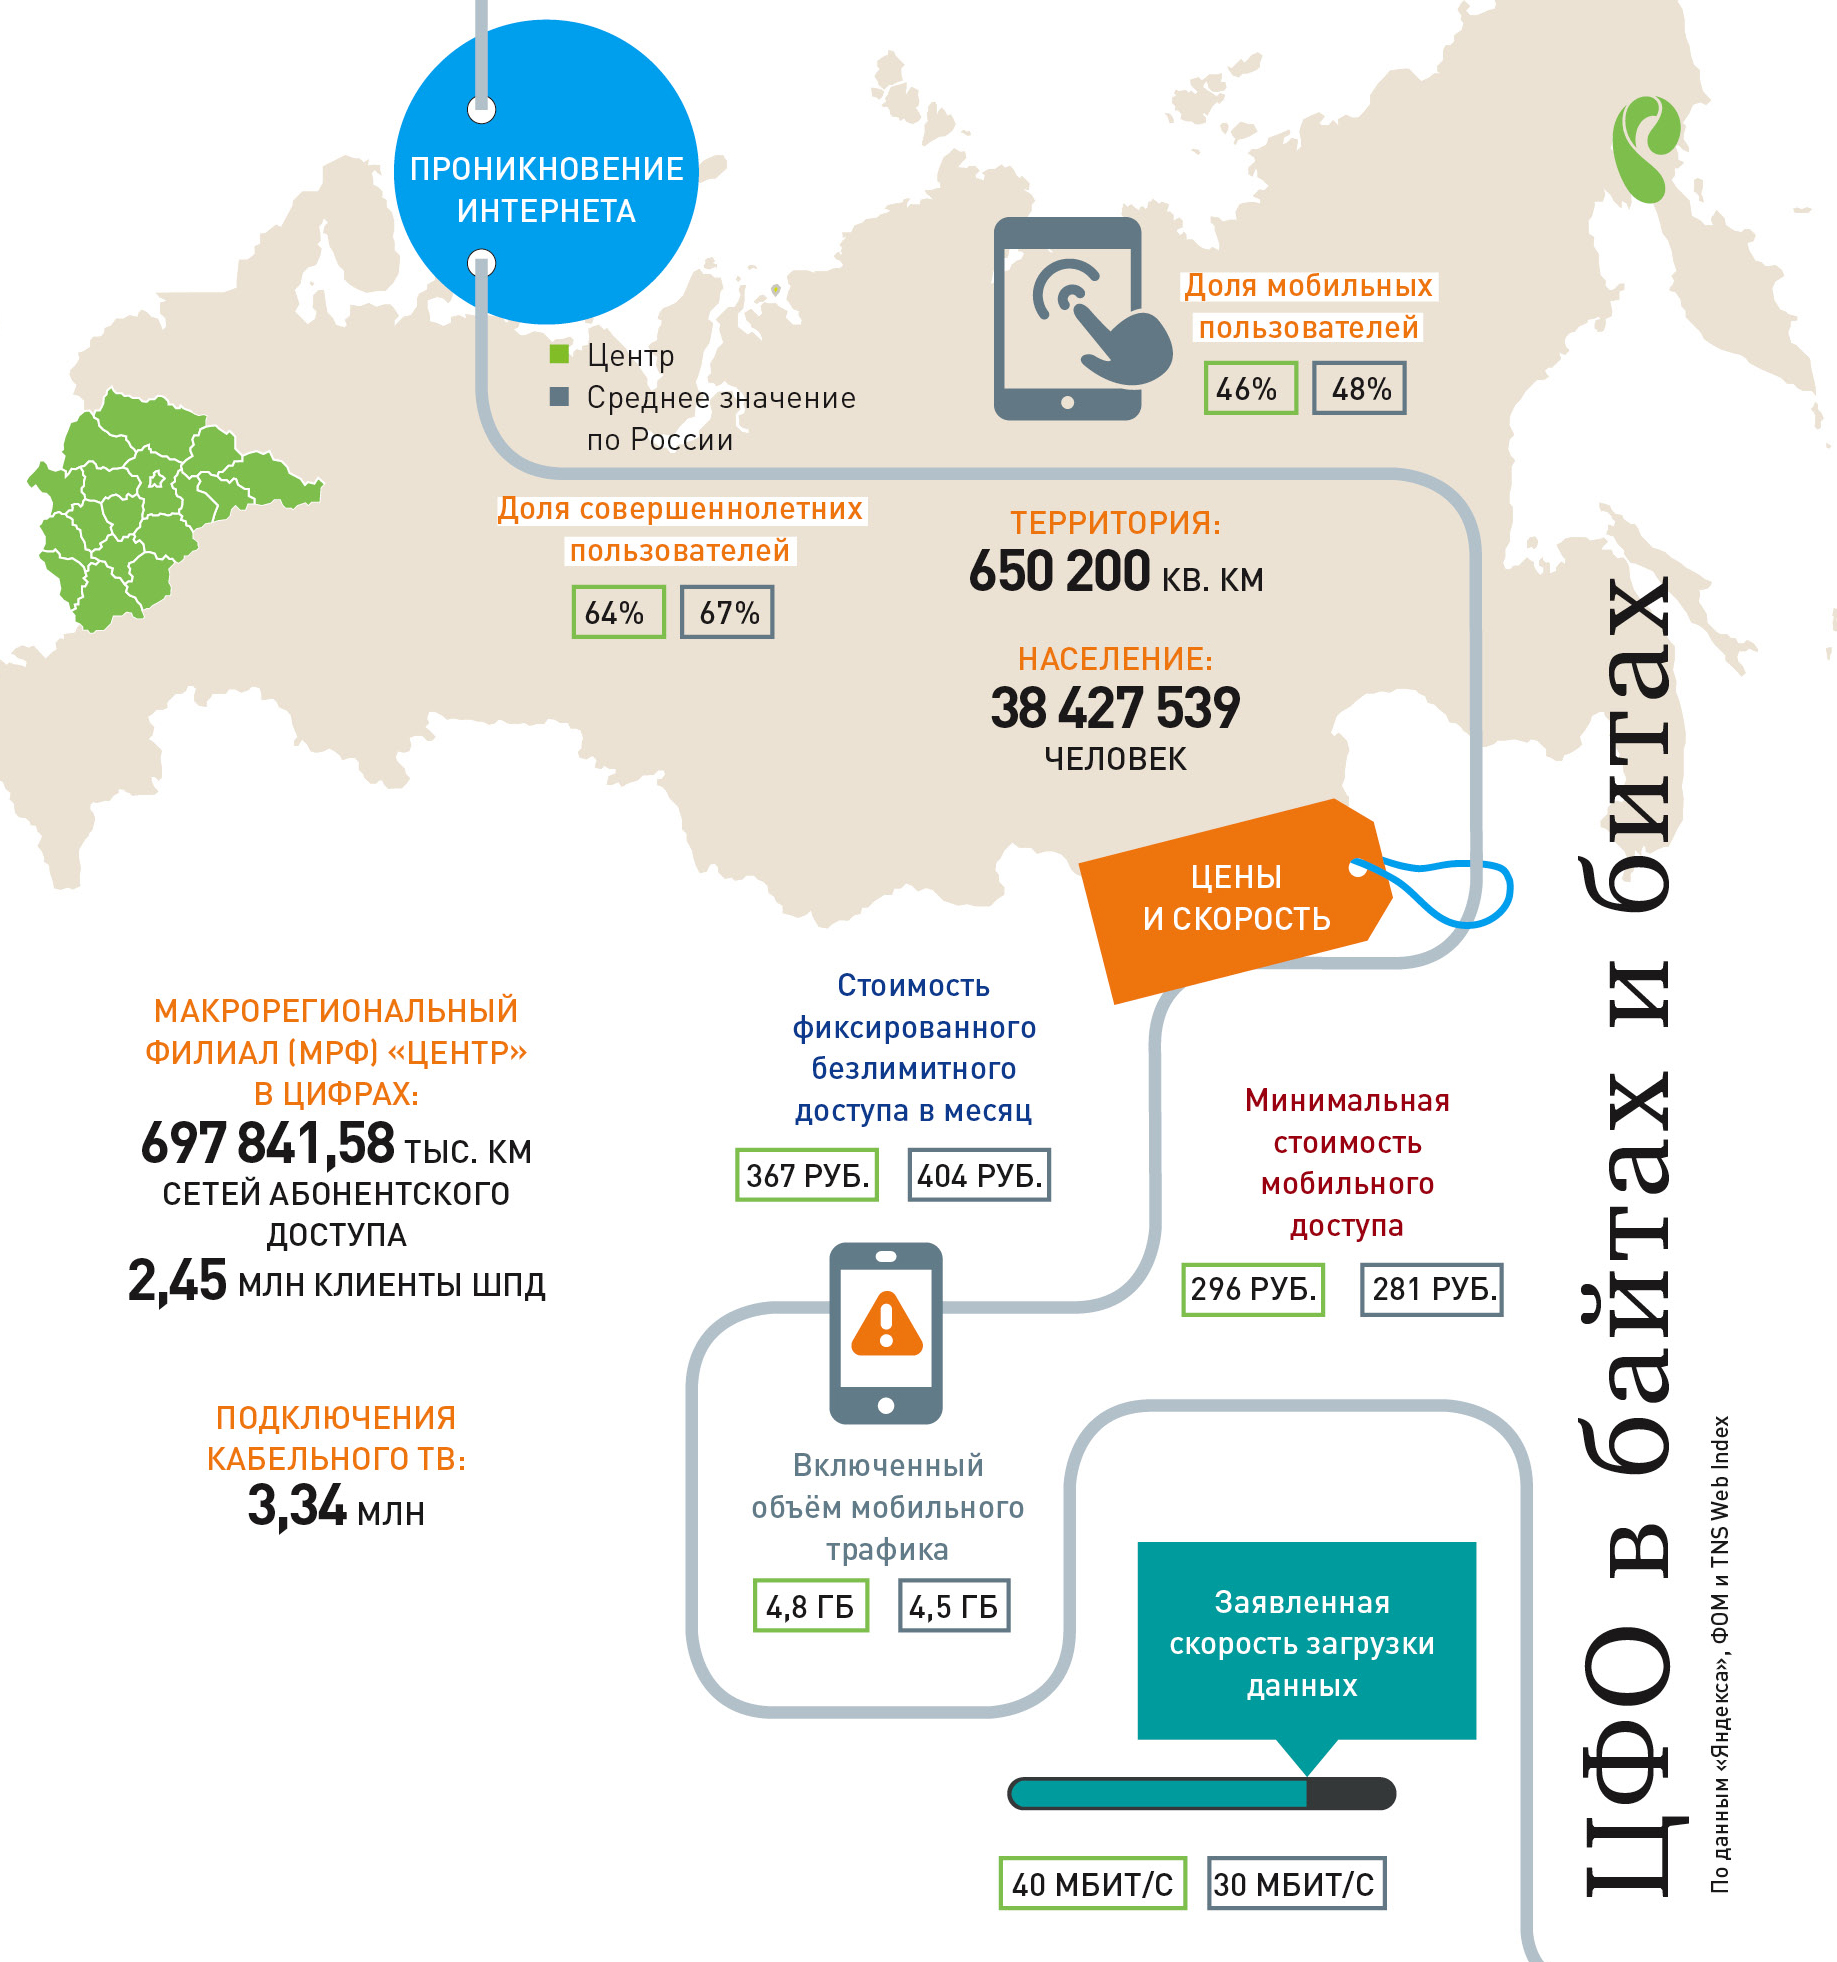 ПРОНИКНОВЕНИЕ
ИНТЕРНЕТА
Центр
Среднее значение
по России
Доля мобильных
пользователей
46% 48%
Доля совершеннолетних
пользователей
64% 67%
ТЕРРИТОРИЯ:
650 200 КВ. КМ
НАСЕЛЕНИЕ:
38 427 539
ЧЕЛОВЕК
ЦЕНЫ
И СКОРОСТЬ
МАКРОРЕГИОНАЛЬНЫЙ
ФИЛИАЛ (МРФ) «ЦЕНТР»
В ЦИФРАХ:
697 841,58 ТЫС. КМ
СЕТЕЙ АБОНЕНТСКОГО
ДОСТУПА
2,45 МЛН КЛИЕНТЫ ШПД
ПОДКЛЮЧЕНИЯ
КАБЕЛЬНОГО ТВ:
3,34 МЛН
Стоимость
фиксированного
безлимитного
доступа в месяц
367 РУБ. 404 РУБ.
Минимальная
стоимость
мобильного
доступа
296 РУБ. 281 РУБ.
Включенный
объём мобильного
трафика
4,8 ГБ 4,5 ГБ
Заявленная
скорость загрузки
данных
40 МБИТ/С 30 МБИТ/С
ЦФО в байтах и битах
По данным «Яндекса», ФОМ и TNS Web Index